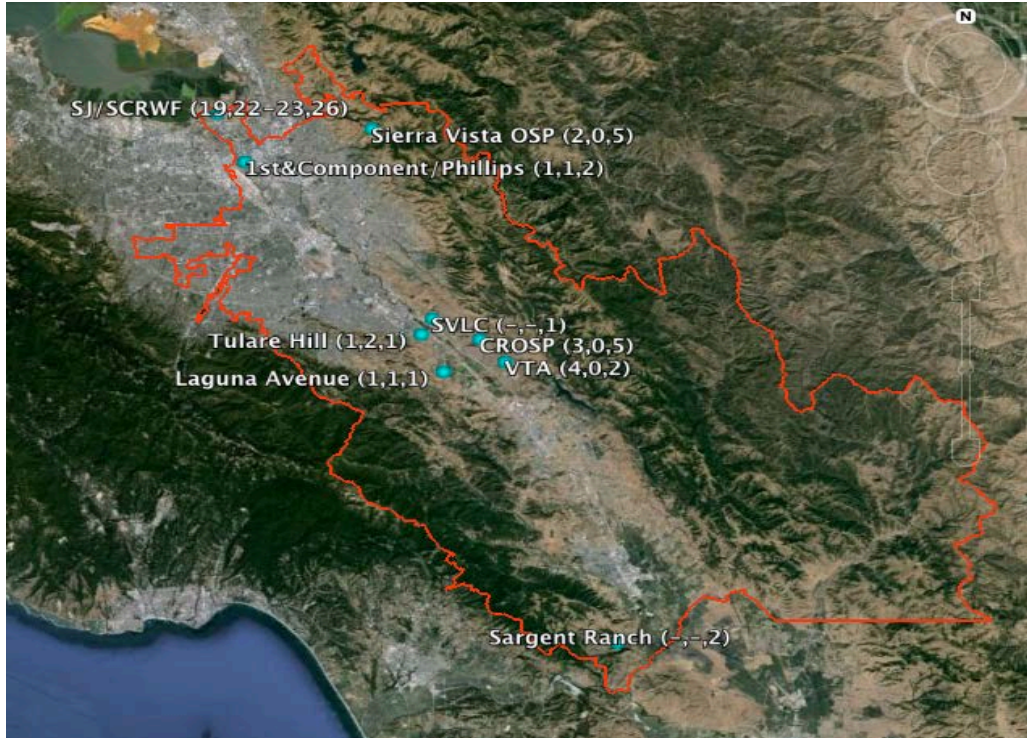 N
SJ/SCRWF (19,22-23,26)
Sierra Vista OSP (2,0,5)
1st&Component/Phillips (1,1,2)
SVLC (-,-,1)
Tulare Hill (1,2,1)
CROSP (3,0,5)
VTA (4,0,2)
Laguna Avenue (1,1,1)
Sargent Ranch (-,-,2)